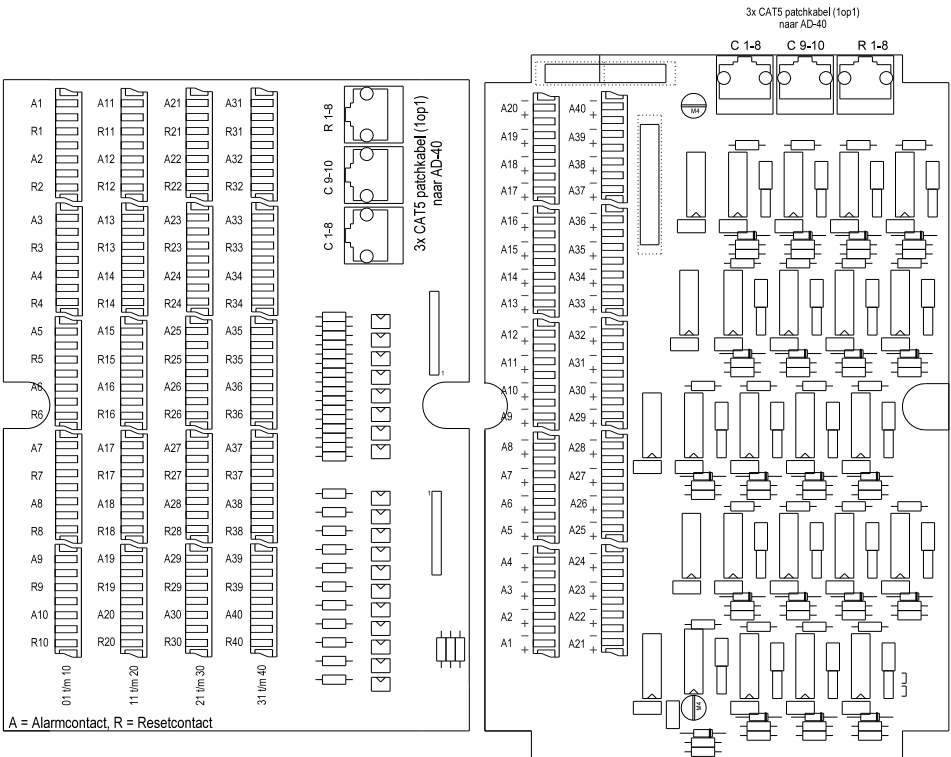 3x CAT5 patchkabel (1op1)
naar AD-40
C 1-8 C 9-10 R 1-8
A1 A11 A21 A31
R1 R11 R21 R31
A2 A12 A22 A32
R2 R12 R22 R32
A3 A13 A23 A33
R3 R13 R23 R33
A4 A14 A24 A34
R4 R14 R24 R34
A5 A15 A25 A35
R5 R15 R25 R35
A6 A16 A26 A36
R6 R16 R26 R36
A7 A17 A27 A37
R7 R17 R27 R37
A8 A18 A28 A38
R8 R18 R28 R38
A9 A19 A29 A39
R9 R19 R29 R39
A10 A20 A30 A40
R10 R20 R30 R40
01 t/m 10
11 t/m 20
21 t/m 30
31 t/m 40
A = Alarmcontact, R = Resetcontact
R 1-8
C 9-10
C 1-8
3x CAT5 patchkabel (1op1)
naar AD-40
1
1
A20 - + A40 - +
A19 - + A39 - +
A18 - + A38 - +
A17 - + A37 - +
A16 - + A36 - +
A15 - + A35 - +
A14 - + A34 - +
A13 - + A33 - +
A12 - + A32 - +
A11 - + A31 - +
A10 - + A30 - +
A9 - + A29 - +
A8 - + A28 - +
A7 - + A27 - +
A6 - + A26 - +
A5 - + A25 - +
A4 - + A24 - +
A3 - + A23 - +
A2 - + A22 - +
A1 - + A21 - +
M4
M4